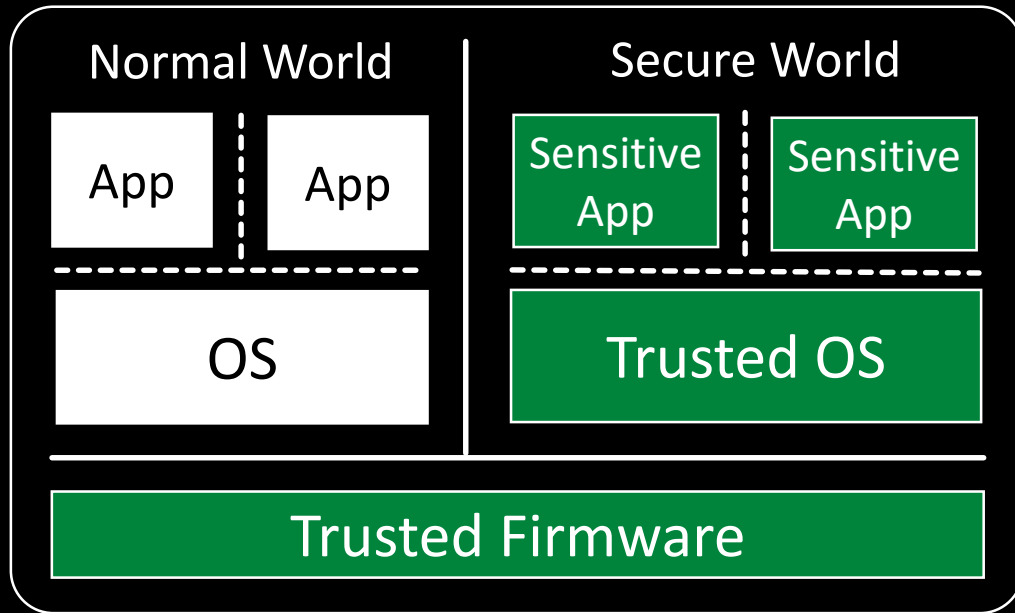 Normal World
Secure World
App
App
Sensitive
App
Sensitive
App
OS
Trusted OS
Trusted Firmware